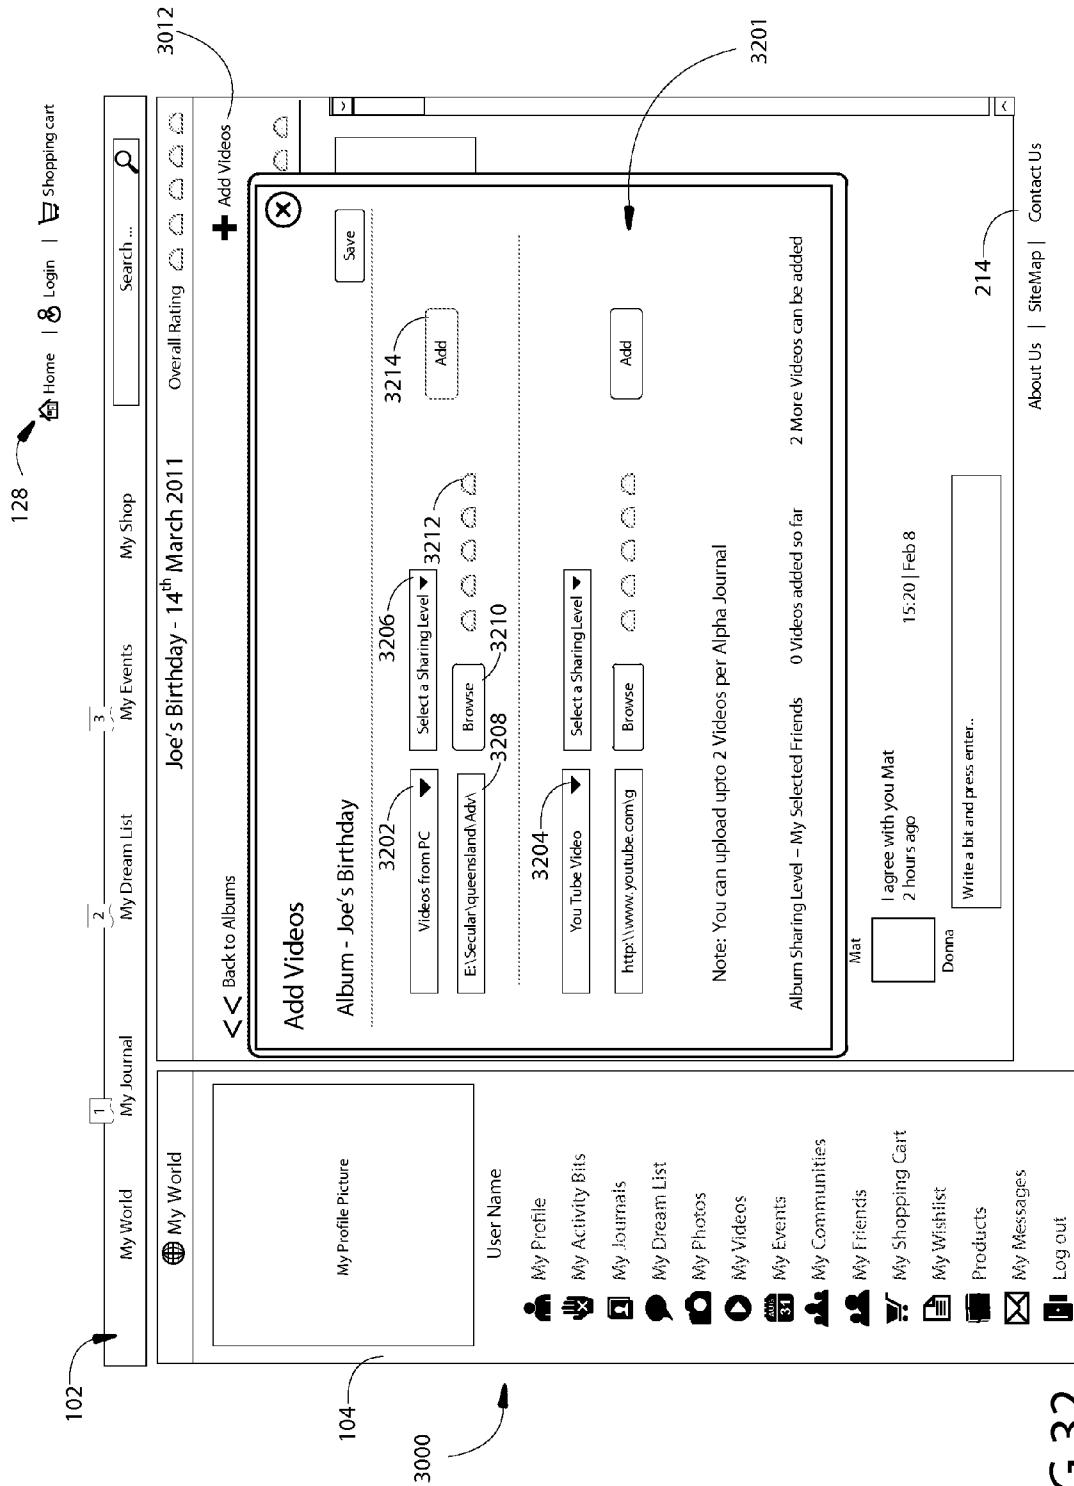 128
Home | Login | Shopping cart
102
My World
1
My Journal
2
My Dream List
3
My Events
My Shop
Search ...
My World
My Profile Picture
104
User Name
3000
My Profile
My Activity Bits
My Journals
My Dream List
My Photos
My Videos
AUG
31
My Events
My Communities
My Friends
My Shopping Cart
My Wishlist
Products
My Messages
Log out
Joe's Birthday - 14th March 2011
Overall Rating
<< Back to Albums
Add Videos
3012
Add Videos
Album - Joe's Birthday
Save
3202
3206
3214
Videos from PC
Select a Sharing Level
3212
Add
E:\Secular\queensland\Adv\
Browse
3208
3210
3204
You Tube Video
Select a Sharing Level
http:\\www.youtube.com\g
Browse
Add
3201
Note: You can upload upto 2 Videos per Alpha Journal
Album Sharing Level – My Selected Friends 0 Videos added so far 2 More Videos can be added
Mat
I agree with you Mat
2 hours ago
15:20 | Feb 8
Donna
Write a bit and press enter..
214
About Us | SiteMap | Contact Us
G 32